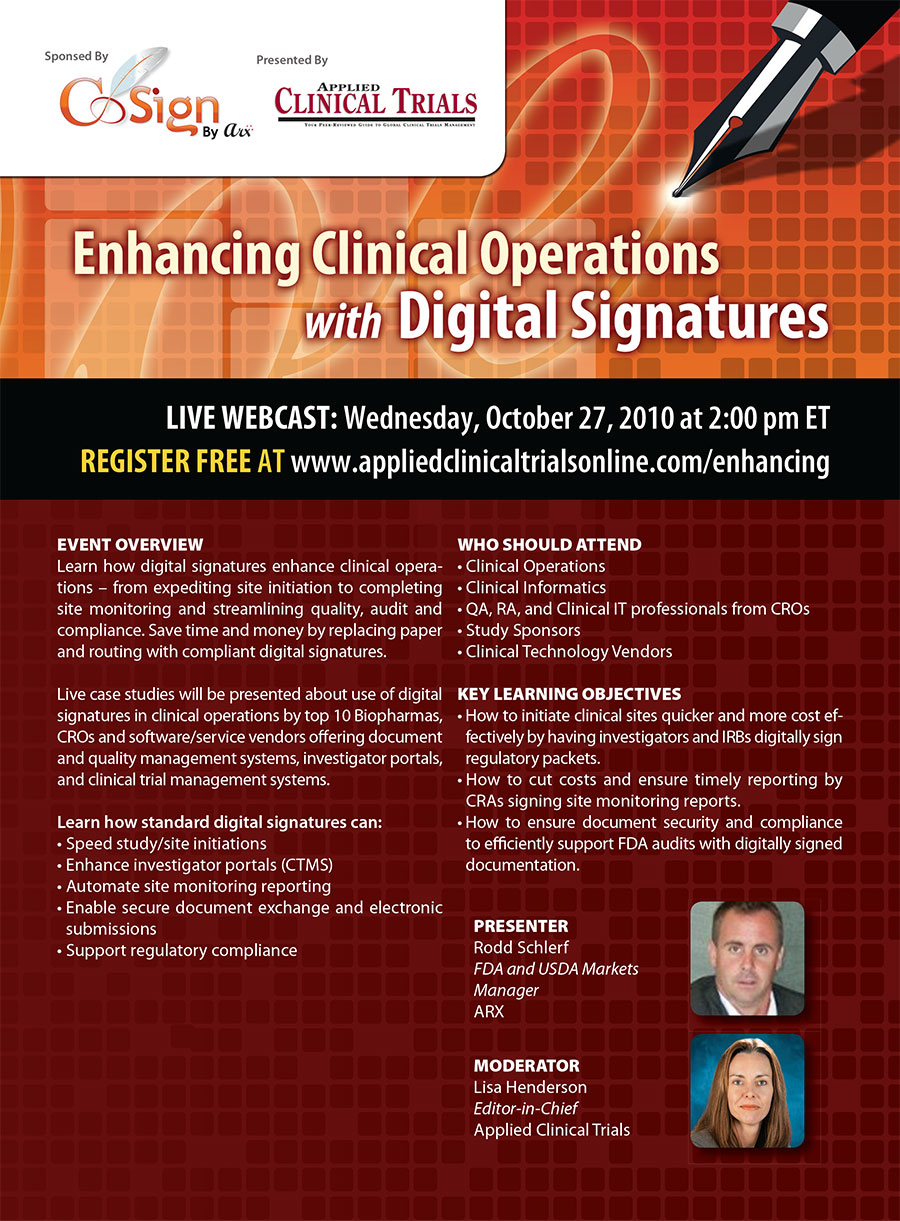 Sponsed By
CoSign
By arx
Presented By
APPLIED
CLINICAL TRIALS
YOUR PEER-REVIEWED GUIDE TO GLOBAL CLINICAL TRIALS MANAGEMENT
Enhancing Clinical Operations
with Digital Signatures
LIVE WEBCAST: Wednesday, October 27, 2010 at 2:00 pm ET
REGISTER FREE AT www.appliedclinicaltrialsonline.com/enhancing
EVENT OVERVIEW
Learn how digital signatures enhance clinical opera-
tions – from expediting site initiation to completing
site monitoring and streamlining quality, audit and
compliance. Save time and money by replacing paper
and routing with compliant digital signatures.
Live case studies will be presented about use of digital
signatures in clinical operations by top 10 Biopharmas,
CROs and software/service vendors offering document
and quality management systems, investigator portals,
and clinical trial management systems.
Learn how standard digital signatures can:
• Speed study/site initiations
• Enhance investigator portals (CTMS)
• Automate site monitoring reporting
• Enable secure document exchange and electronic
submissions
• Support regulatory compliance
WHO SHOULD ATTEND
• Clinical Operations
• Clinical Informatics
• QA, RA, and Clinical IT professionals from CROs
• Study Sponsors
• Clinical Technology Vendors
KEY LEARNING OBJECTIVES
• How to initiate clinical sites quicker and more cost ef-
fectively by having investigators and IRBs digitally sign
regulatory packets.
• How to cut costs and ensure timely reporting by
CRAs signing site monitoring reports.
• How to ensure document security and compliance
to efficiently support FDA audits with digitally signed
documentation.
PRESENTER
Rodd Schlerf
FDA and USDA Markets
Manager
ARX
MODERATOR
Lisa Henderson
Editor-in-Chief
Applied Clinical Trials